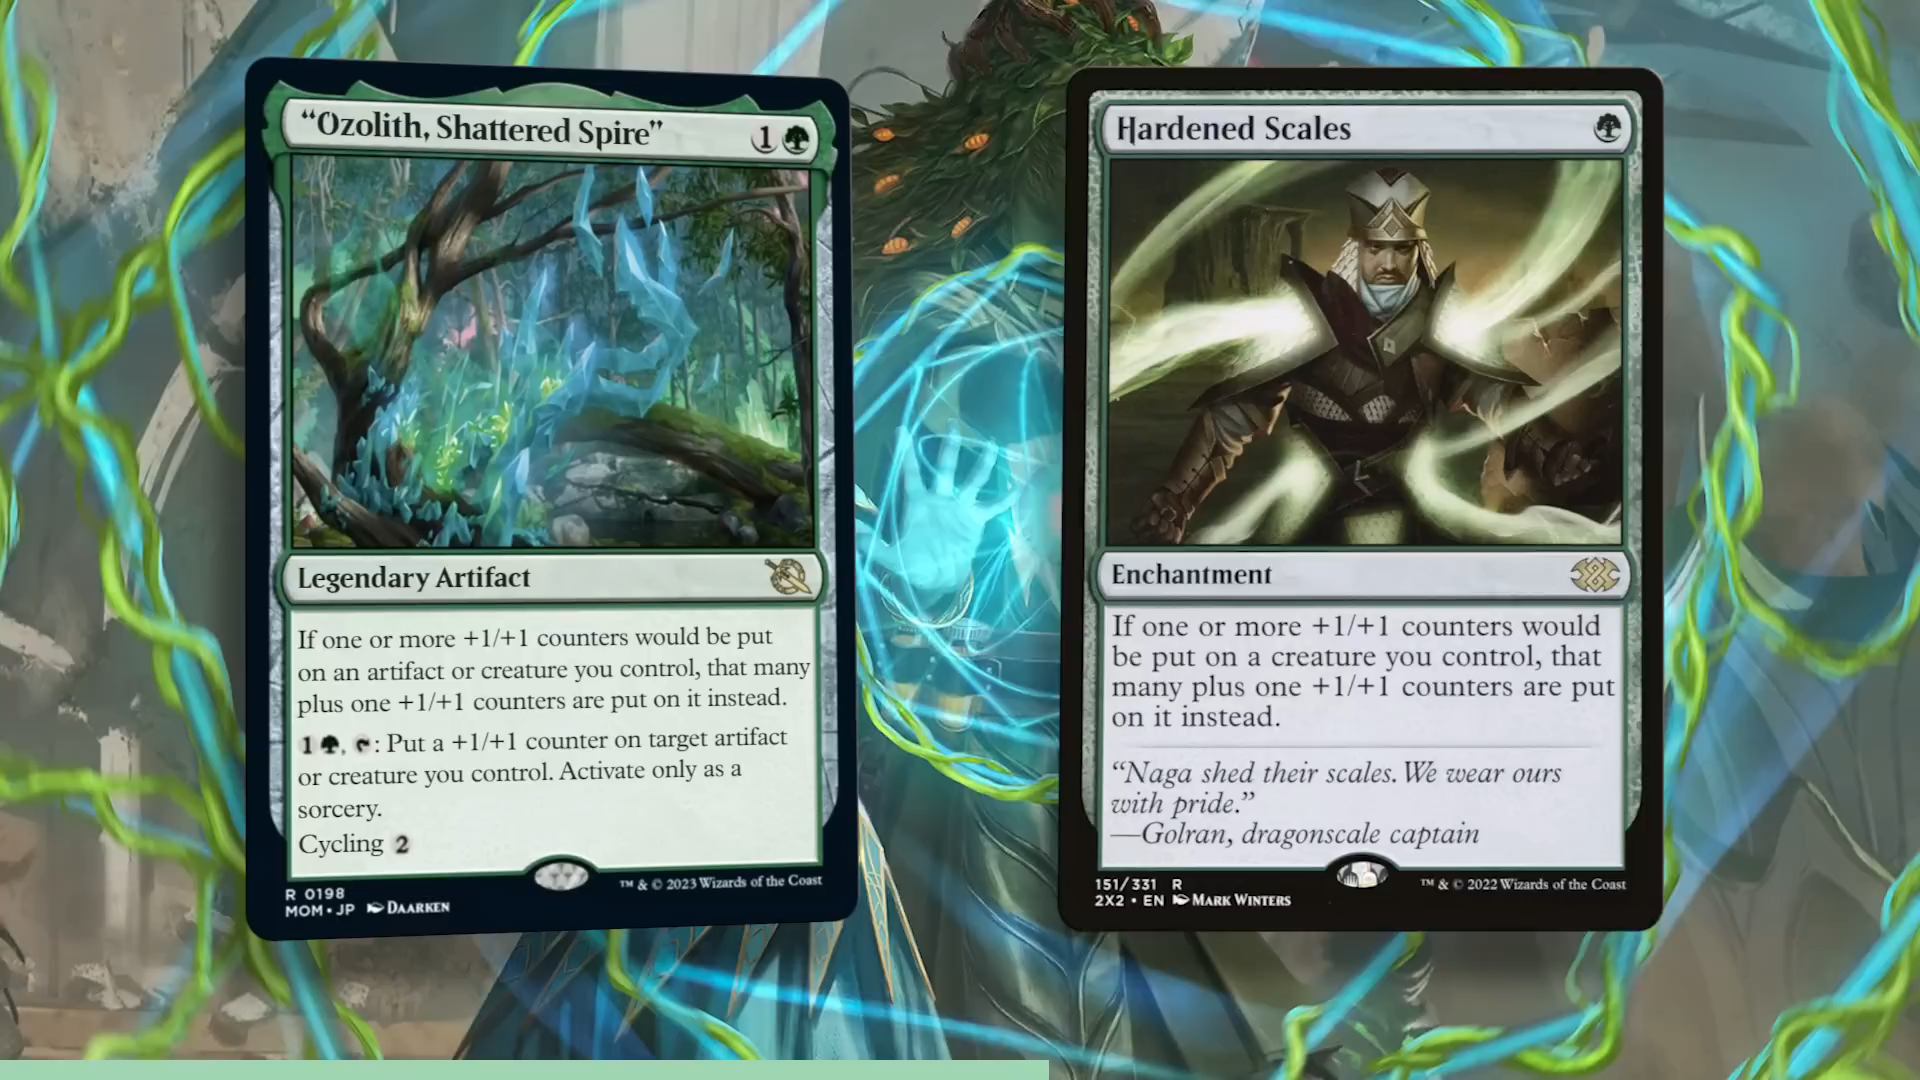 “Ozolith, Shattered Spire” 1
Legendary Artifact
If one or more +1/+1 counters would be put
on an artifact or creature you control, that many
plus one +1/+1 counters are put on it instead.
1 , : Put a +1/+1 counter on target artifact
or creature you control. Activate only as a
sorcery.
Cycling 2
R 0198
MOM • JP DAARKEN
™ & © 2023 Wizards of the Coast
Hardened Scales
Enchantment
If one or more +1/+1 counters would
be put on a creature you control, that
many plus one +1/+1 counters are put
on it instead.
“Naga shed their scales. We wear ours
with pride.”
—Golran, dragonscale captain
151/331 R
2X2 • EN MARK WINTERS
™ & © 2022 Wizards of the Coast